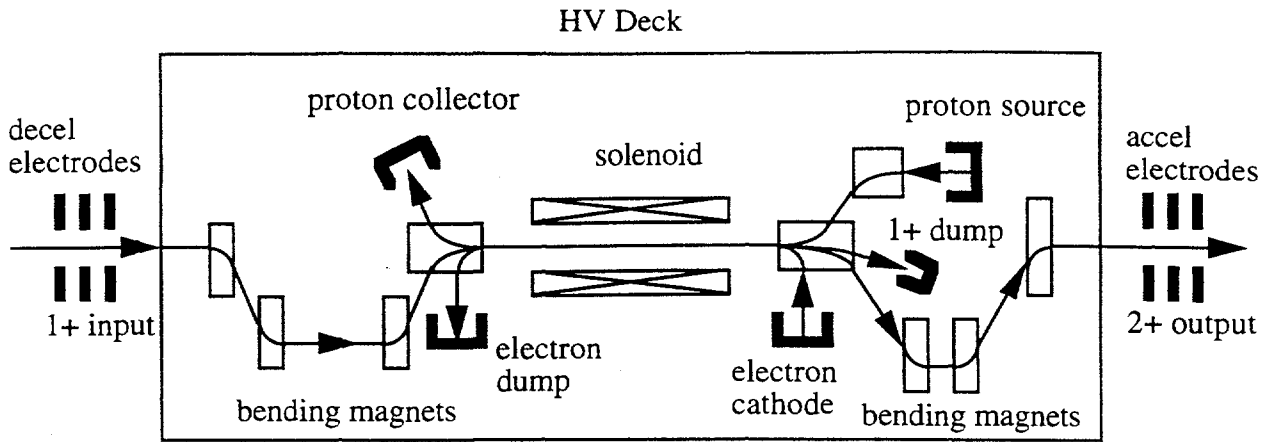 HV Deck
proton collector
proton source
decel
electrodes
solenoid
accel
electrodes
1+ dump
1+ input
2+ output
electron
dump
electron
cathode
bending magnets
bending magnets